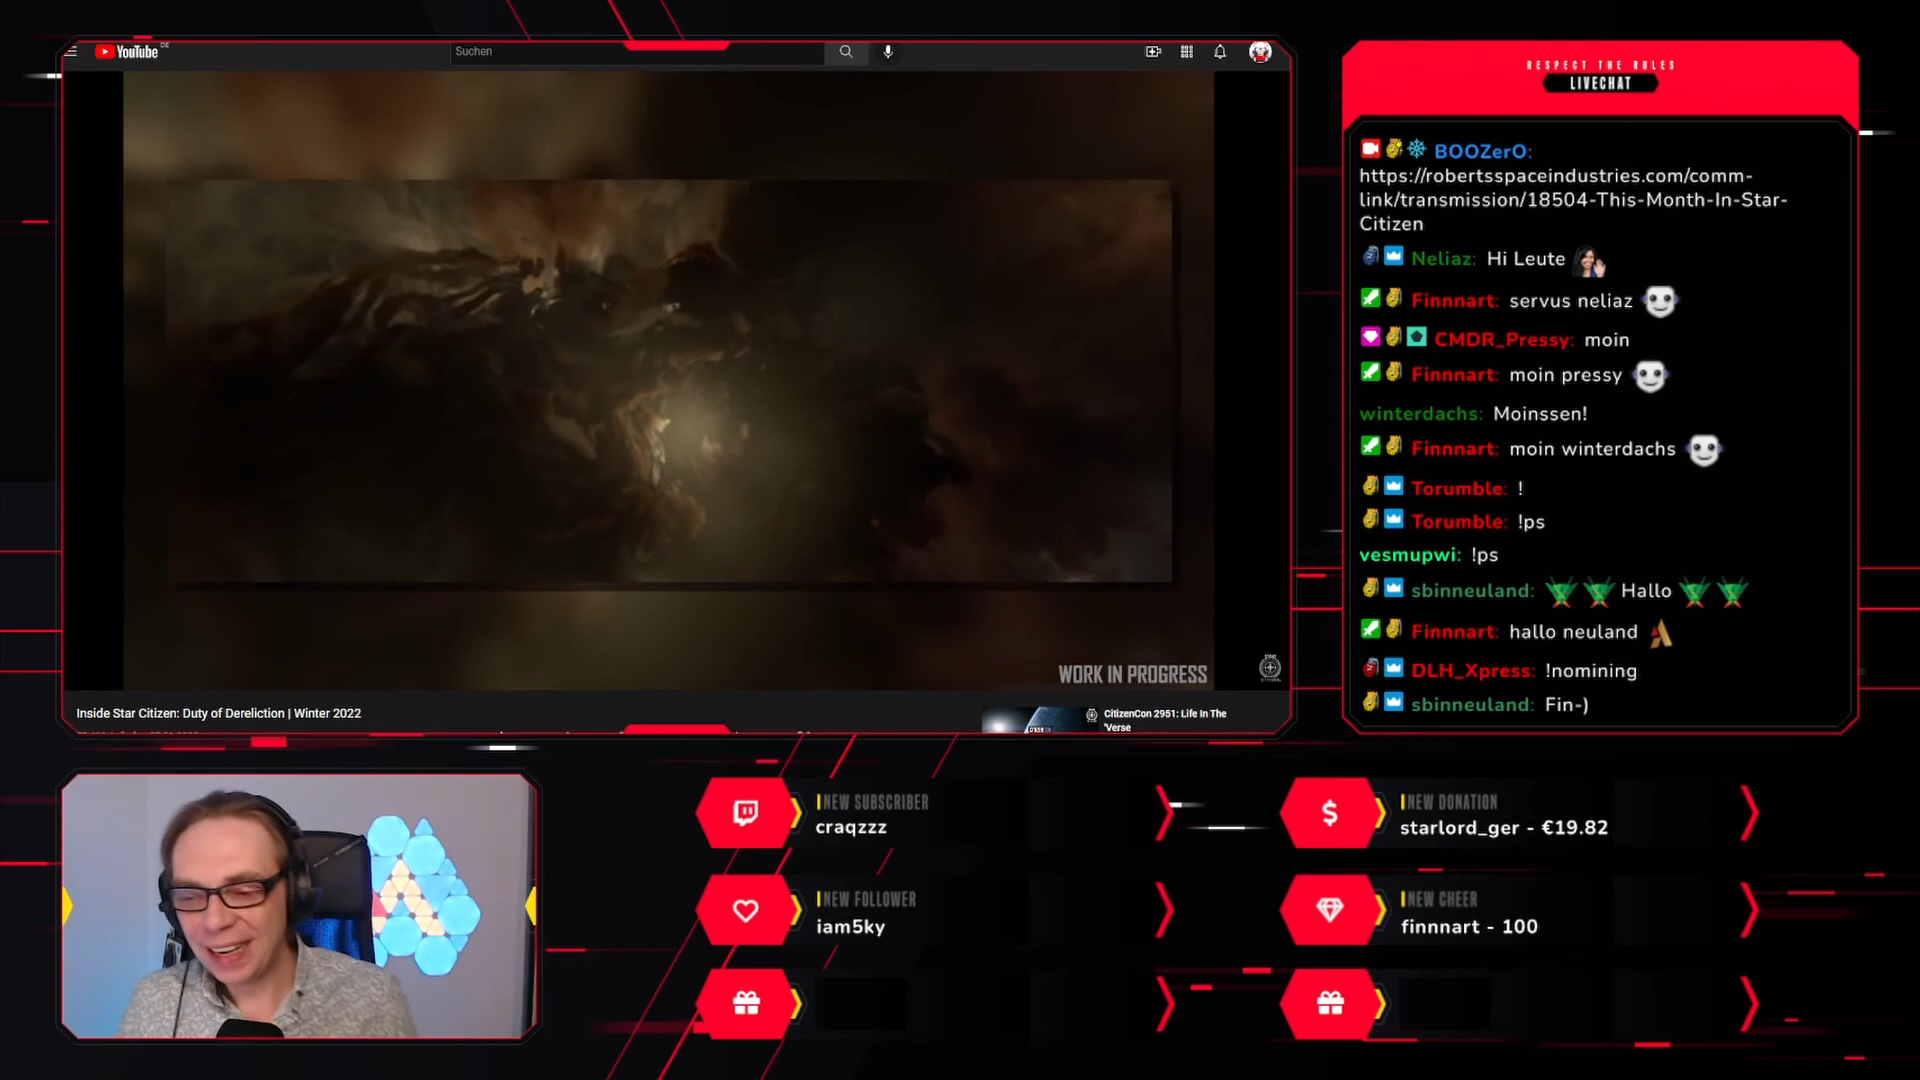 YouTube DE
Suchen
WORK IN PROGRESS
Inside Star Citizen: Duty of Dereliction | Winter 2022
CitizenCon 2951: Life In The
'Verse
RESPECT THE RULES
LIVECHAT
BOOZerO:
https://robertsspaceindustries.com/comm-
link/transmission/18504-This-Month-In-Star-
Citizen
Neliaz: Hi Leute
Finnnart: servus neliaz
CMDR_Pressy: moin
Finnnart: moin pressy
winterdachs: Moinssen!
Finnnart: moin winterdachs
Torumble: !
Torumble: !ps
vesmupwi: !ps
sbinneuland: Hallo
Finnnart: hallo neuland
DLH_Xpress: !nomining
sbinneuland: Fin-)
NEW SUBSCRIBER
craqzzz
NEW DONATION
starlord_ger - €19.82
NEW FOLLOWER
iam5ky
NEW CHEER
finnnart - 100